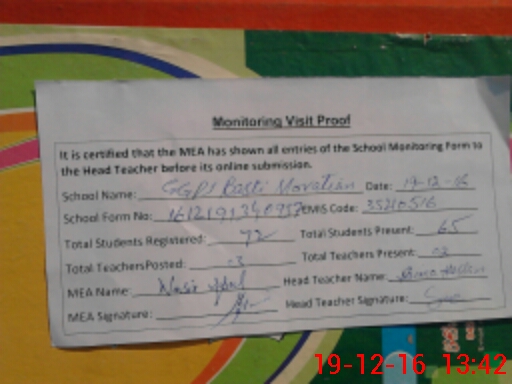 Monitoring Visit Proof
It is certified that the MEA has shown all entries of the School Monitoring Form to
the Head Teacher before its online submission.
School Name: GGPS Basti Date: 19-12-16
School Form No: EMIS Code: 35210516
Total Students Registered: 72 Total Students Present: 65
Total Teachers Posted: 03 Total Teachers Present: 03
MEA Name: Nasir Iqbal Head Teacher Name:
MEA Signature: Head Teacher Signature:
19-12-16 13:42